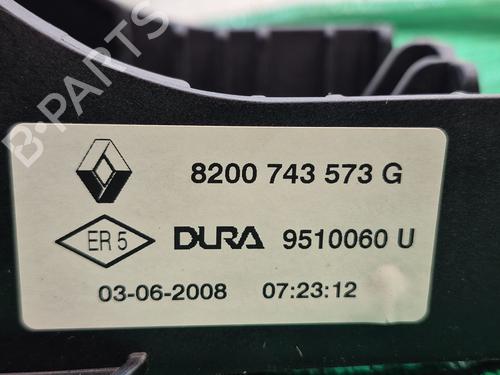 B-PARTS
8200 743 573 G
ER 5 DURA 9510060 U
03-06-2008 07:23:12